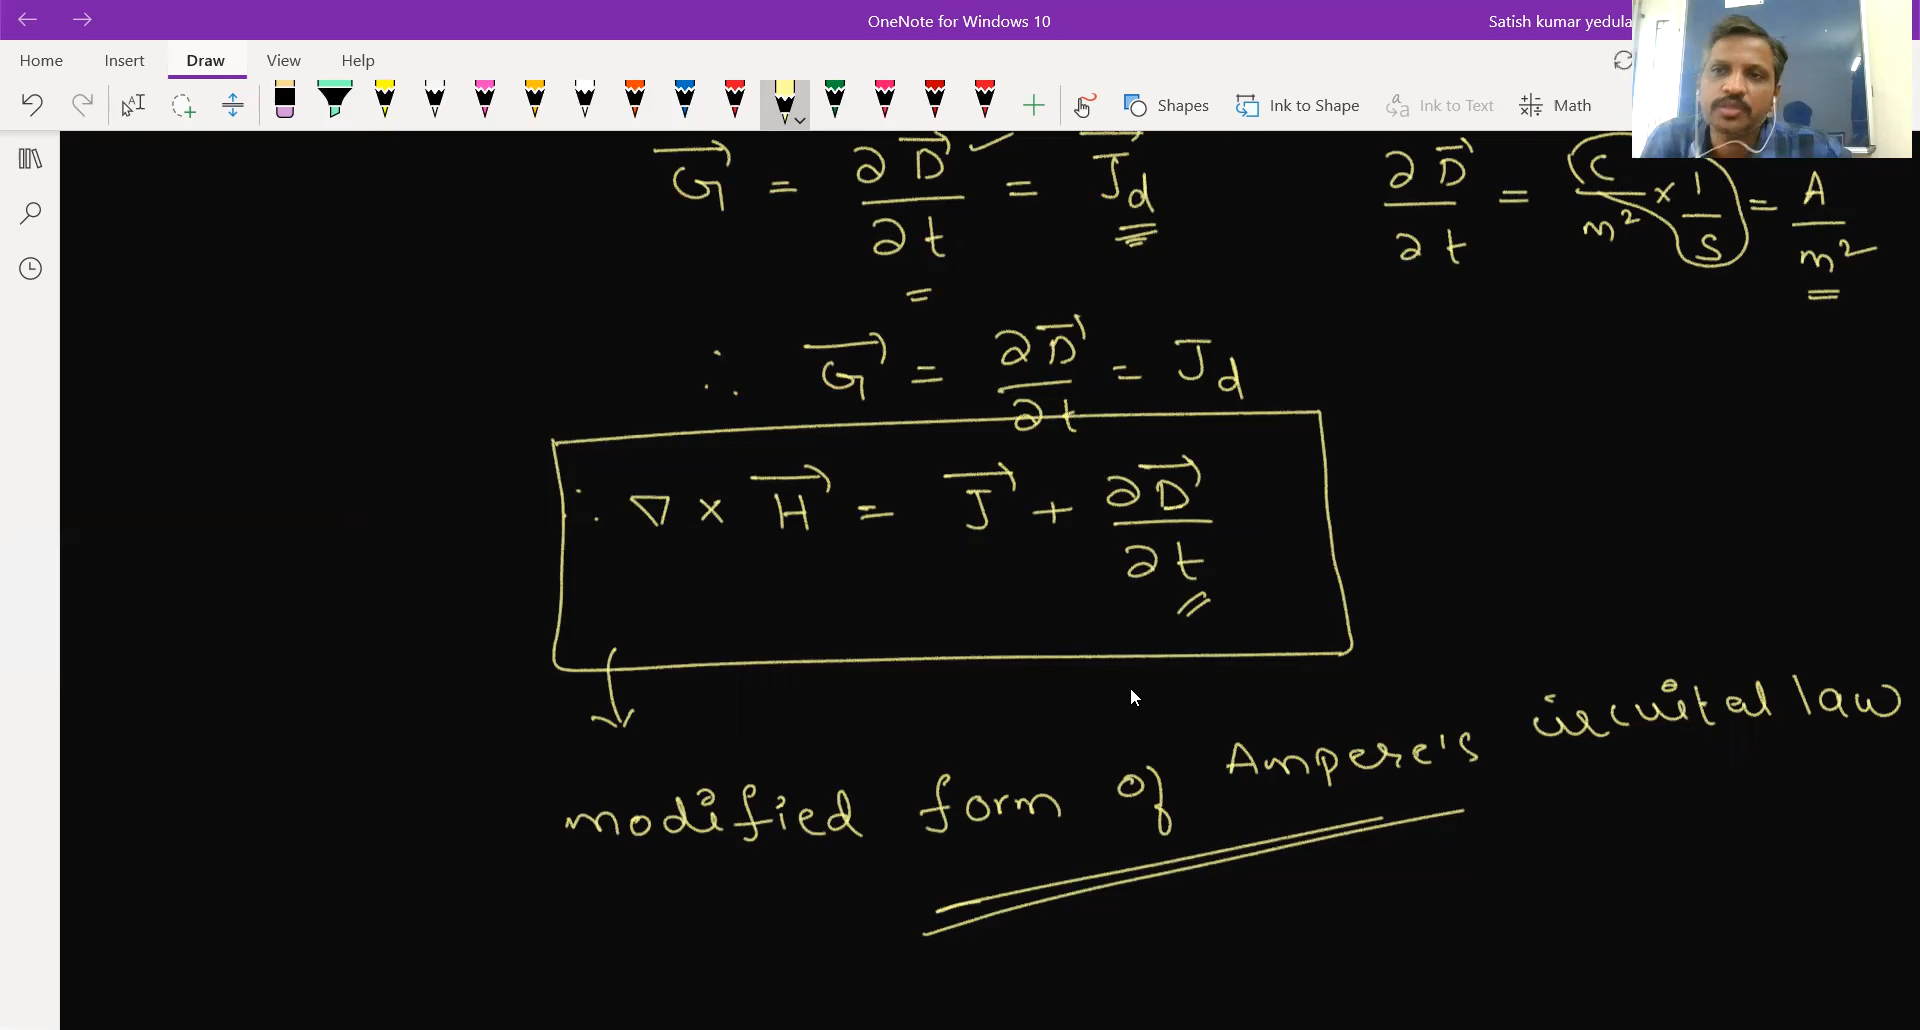 OneNote for Windows 10
Satish kumar yedula
Home Insert Draw View Help
Shapes Ink to Shape Ink to Text Math
G⃗ = ∂D⃗/∂t = J⃗d
∂D⃗/∂t = C/m² × 1/s = A/m²
∴ G⃗ = ∂D⃗/∂t = Jd
∴ ∇ × H⃗ = J⃗ + ∂D⃗/∂t
modified form of Ampere's circuital law